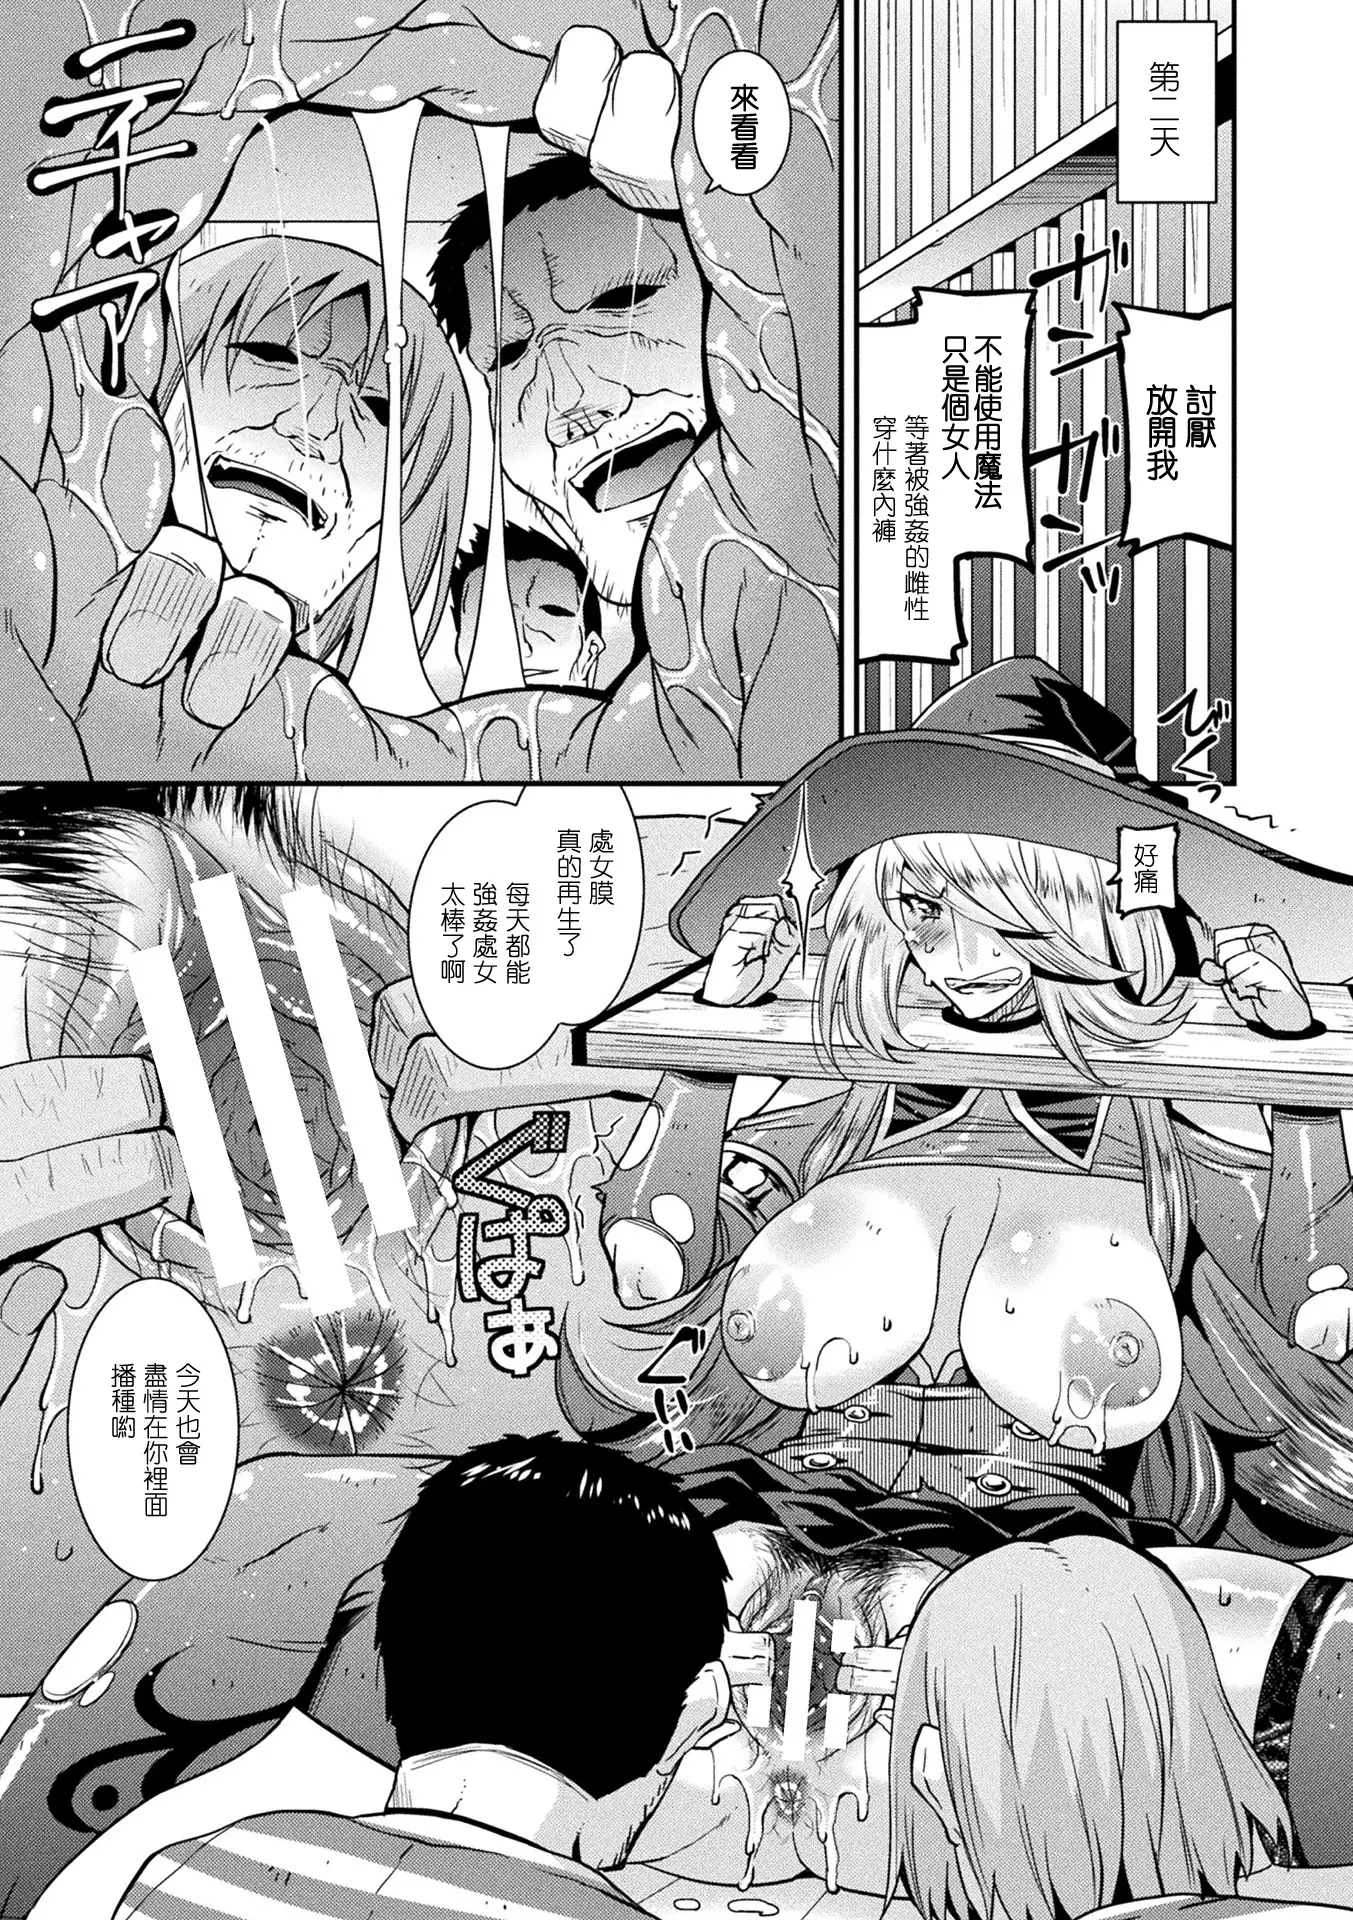 第二天
討厭
放開我
不能使用魔法
只是個女人
等著被強姦的雌性
穿什麼內褲
ガシッ
來看看
ニチャァ
びくっ
好痛
處女膜
真的再生了
每天都能
強姦處女
太棒了啊
ぐぱぁ
今天也會
盡情在你裡面
播種喲